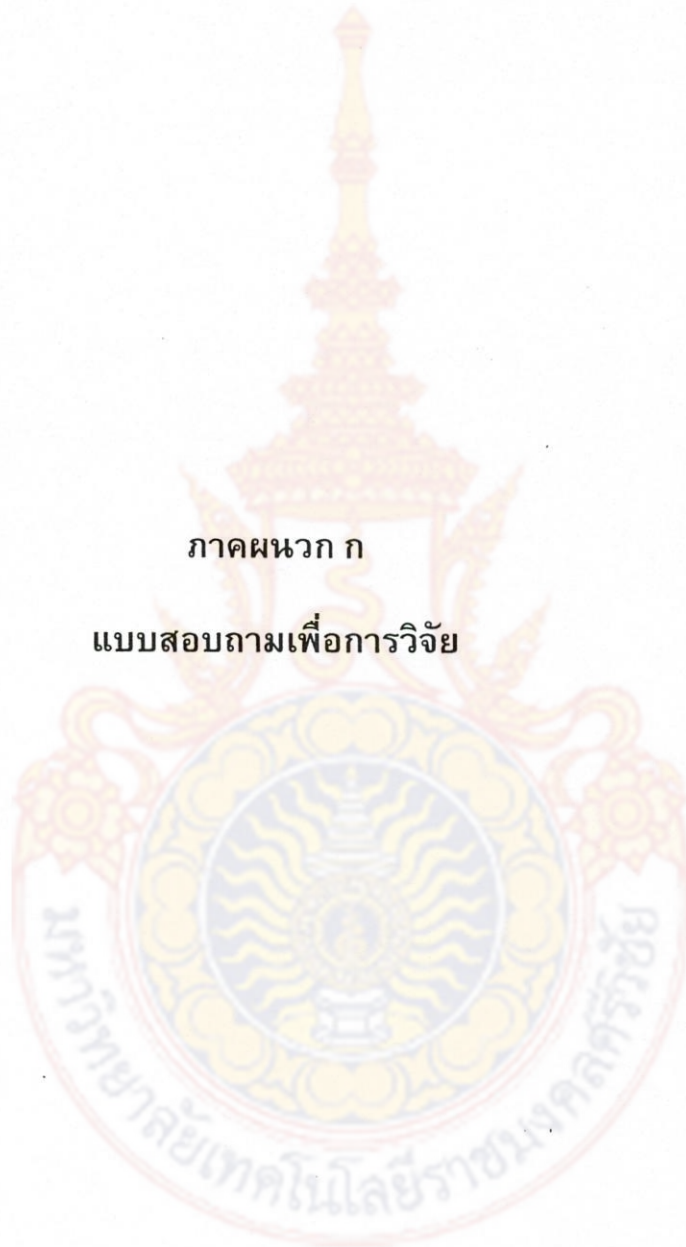 ภาคผนวก ก
แบบสอบถามเพื่อการวิจัย
มหาวิทยาลัยเทคโนโลยีราชมงคลศรีวิชัย